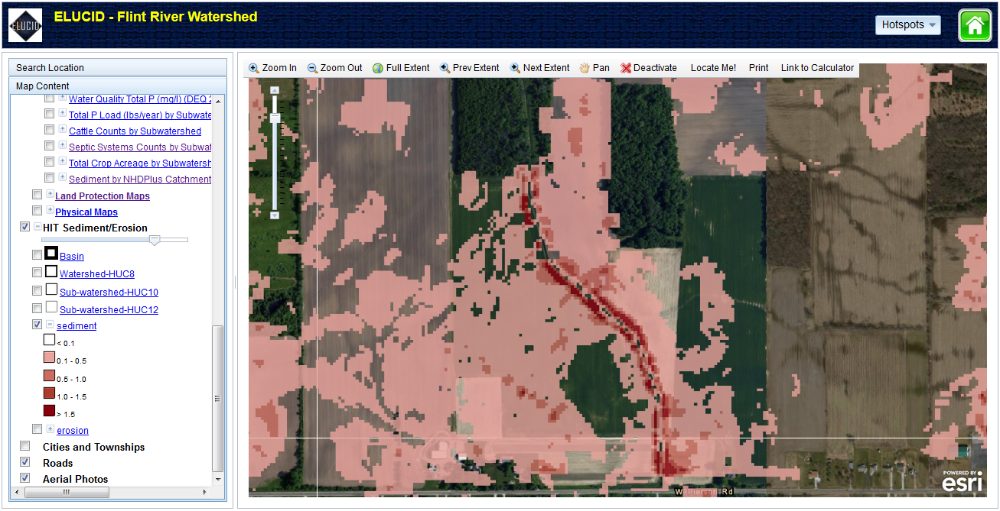 ELUCID
ELUCID - Flint River Watershed
Hotspots
Search Location
Map Content
Water Quality Total P (mg/l) (DEQ 2
Total P Load (lbs/year) by Subwate
Cattle Counts by Subwatershed
Septic Systems Counts by Subwat
Total Crop Acreage by Subwatersh
Sediment by NHDPlus Catchment
Land Protection Maps
Physical Maps
HIT Sediment/Erosion
Basin
Watershed-HUC8
Sub-watershed-HUC10
Sub-watershed-HUC12
sediment
< 0.1
0.1 - 0.5
0.5 - 1.0
1.0 - 1.5
> 1.5
erosion
Cities and Townships
Roads
Aerial Photos
Zoom In Zoom Out Full Extent Prev Extent Next Extent Pan Deactivate Locate Me! Print Link to Calculator
W Pierson Rd
POWERED BY
esri